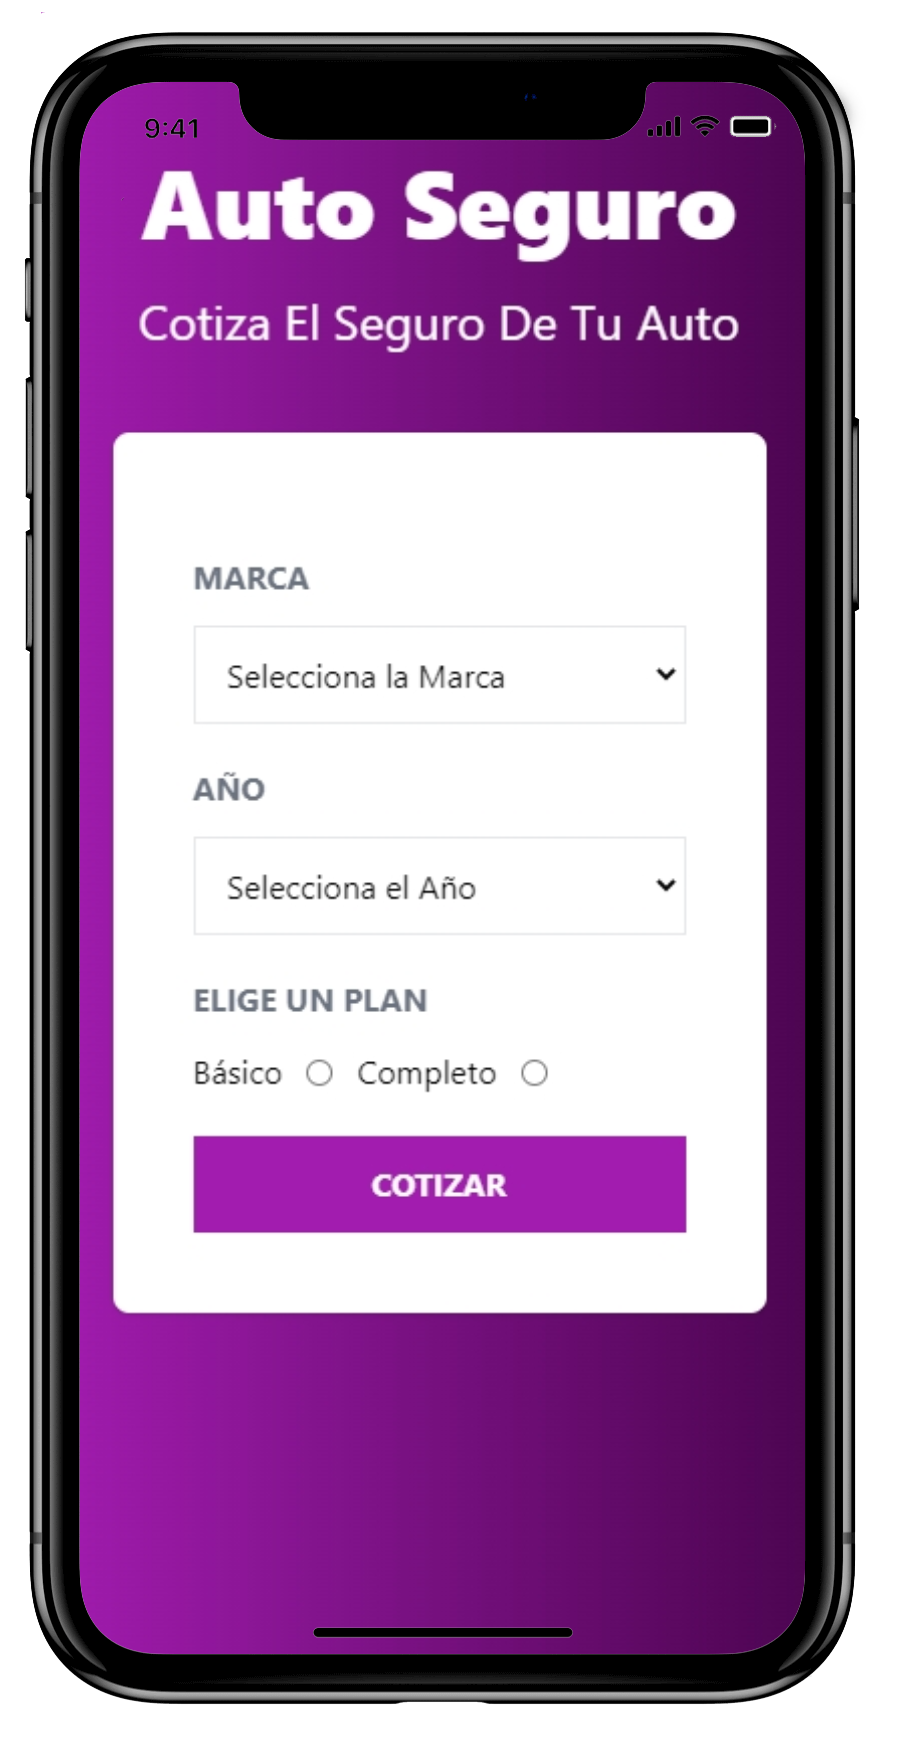 9:41
Auto Seguro
Cotiza El Seguro De Tu Auto
MARCA
Selecciona la Marca
AÑO
Selecciona el Año
ELIGE UN PLAN
Básico Completo
COTIZAR